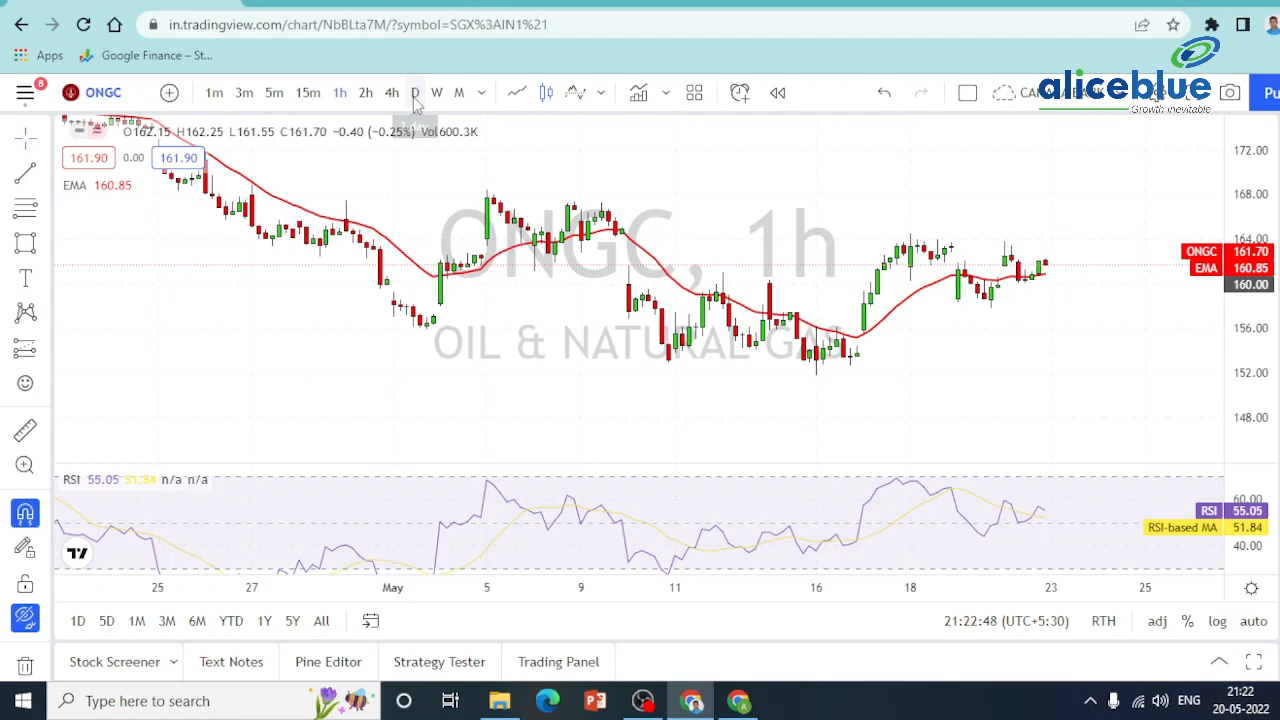 in.tradingview.com/chart/NbBLta7M/?symbol=SGX%3AIN1%21
Apps Google Finance – St...
aliceblue
Growth Inevitable
8 ONGC 1m 3m 5m 15m 1h 2h 4h D W M Pu
O162.15 H162.25 L161.55 C161.70 −0.40 (−0.25%) Vol600.3K
161.90 0.00 161.90
EMA 160.85
ONGC, 1h
OIL & NATURAL GAS
172.00
168.00
164.00
ONGC 161.70
EMA 160.85
160.00
156.00
152.00
148.00
RSI 55.05 51.84 n/a n/a
60.00
RSI 55.05
RSI-based MA 51.84
40.00
25 27 May 5 9 11 16 18 23 25
1D 5D 1M 3M 6M YTD 1Y 5Y All 21:22:48 (UTC+5:30) RTH adj % log auto
Stock Screener Text Notes Pine Editor Strategy Tester Trading Panel
Type here to search ENG 21:22
20-05-2022